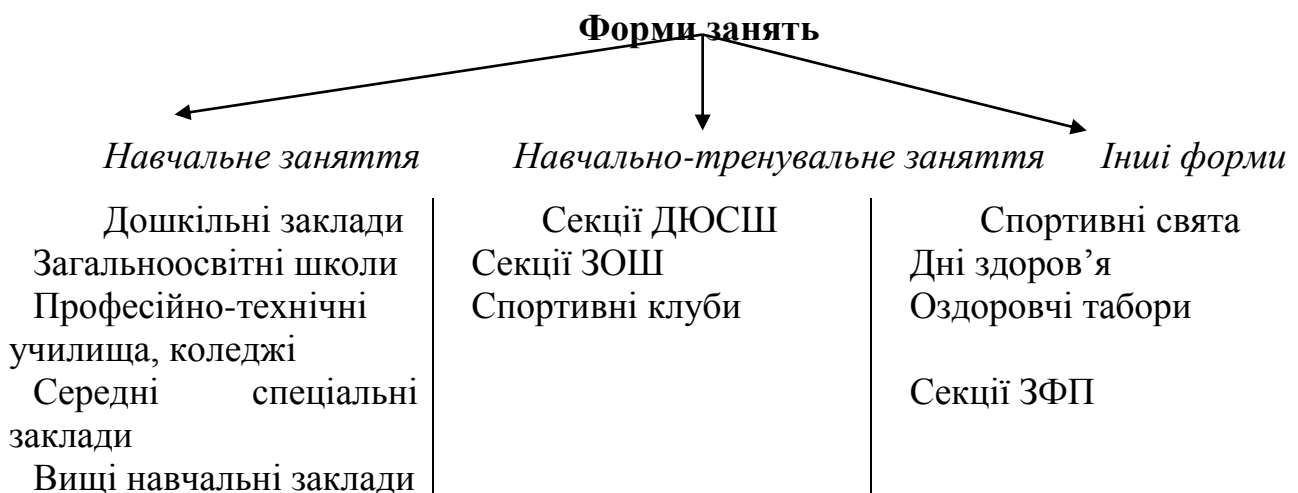 Форми занять
Навчальне заняття
Навчально-тренувальне заняття
Інші форми
Дошкільні заклади
Загальноосвітні школи
Професійно-технічні
училища, коледжі
Середні спеціальні
заклади
Вищі навчальні заклади
Секції ДЮСШ
Секції ЗОШ
Спортивні клуби
Спортивні свята
Дні здоров’я
Оздоровчі табори
Секції ЗФП